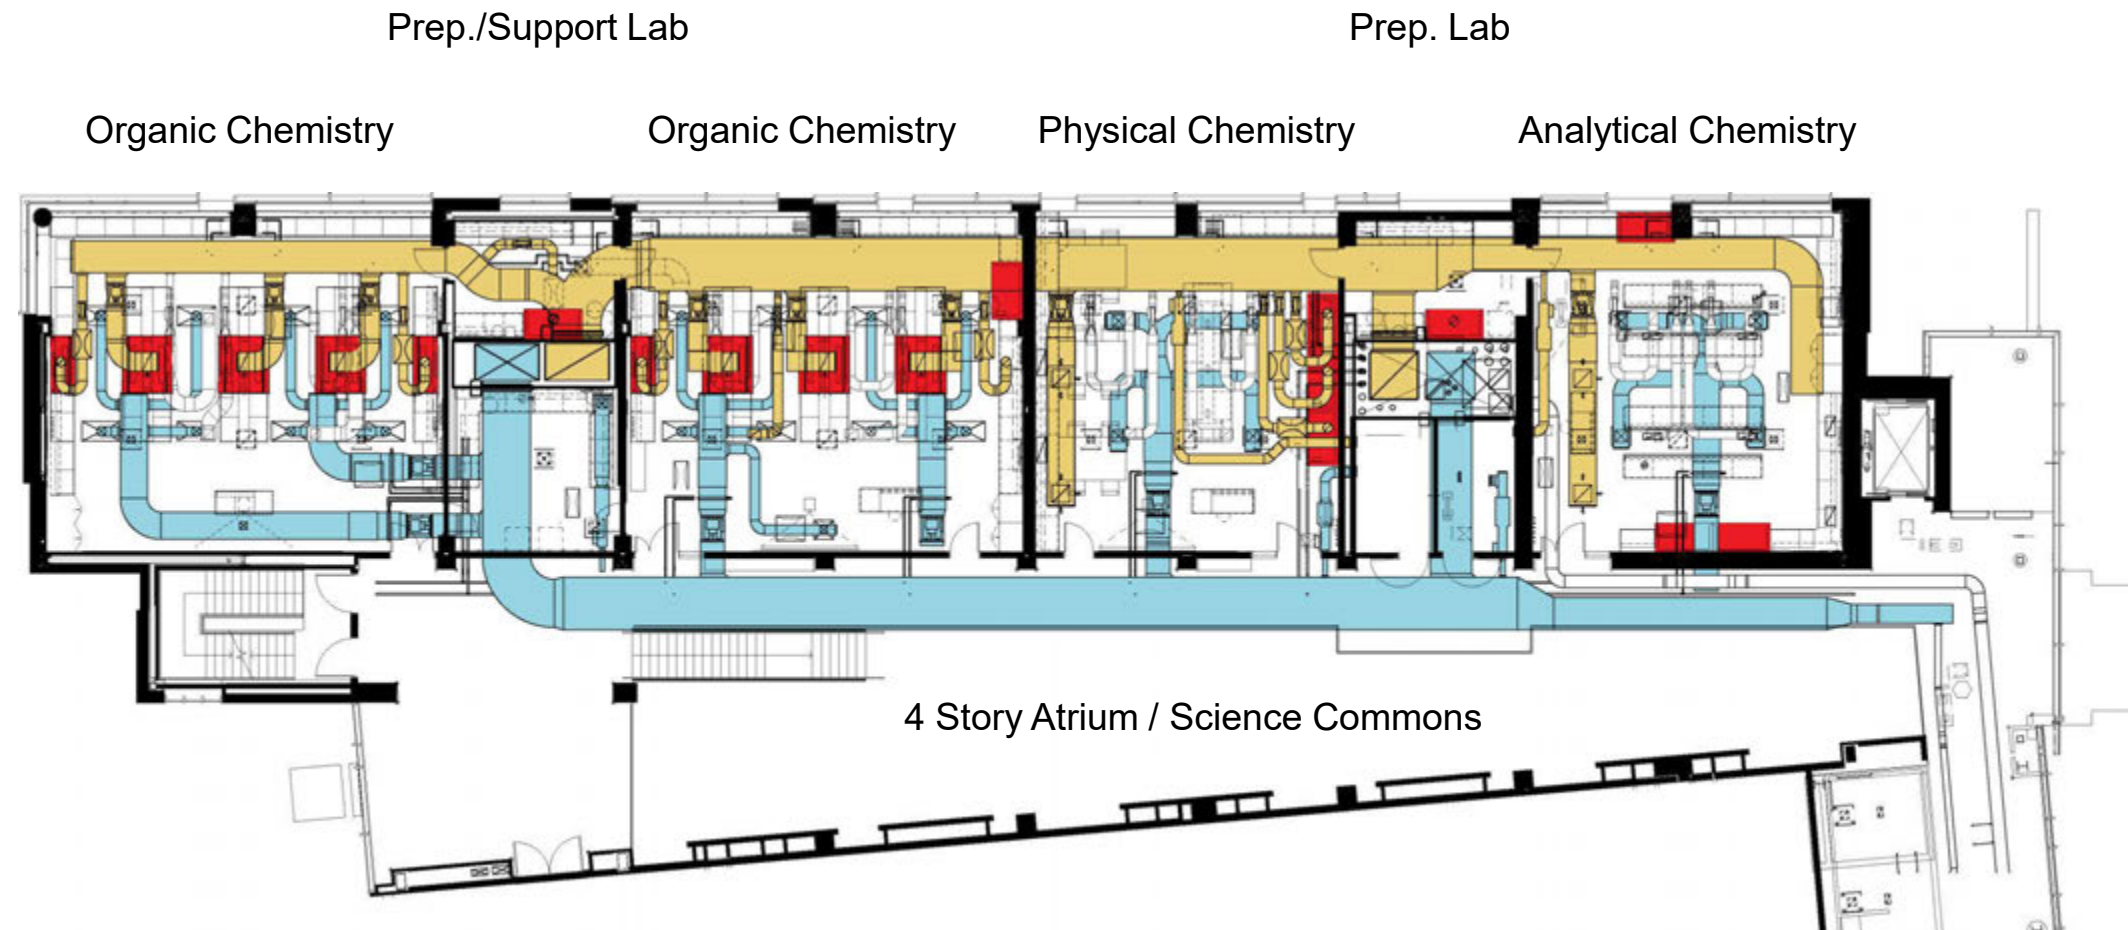 Prep./Support Lab
Prep. Lab
Organic Chemistry
Organic Chemistry
Physical Chemistry
Analytical Chemistry
4 Story Atrium / Science Commons